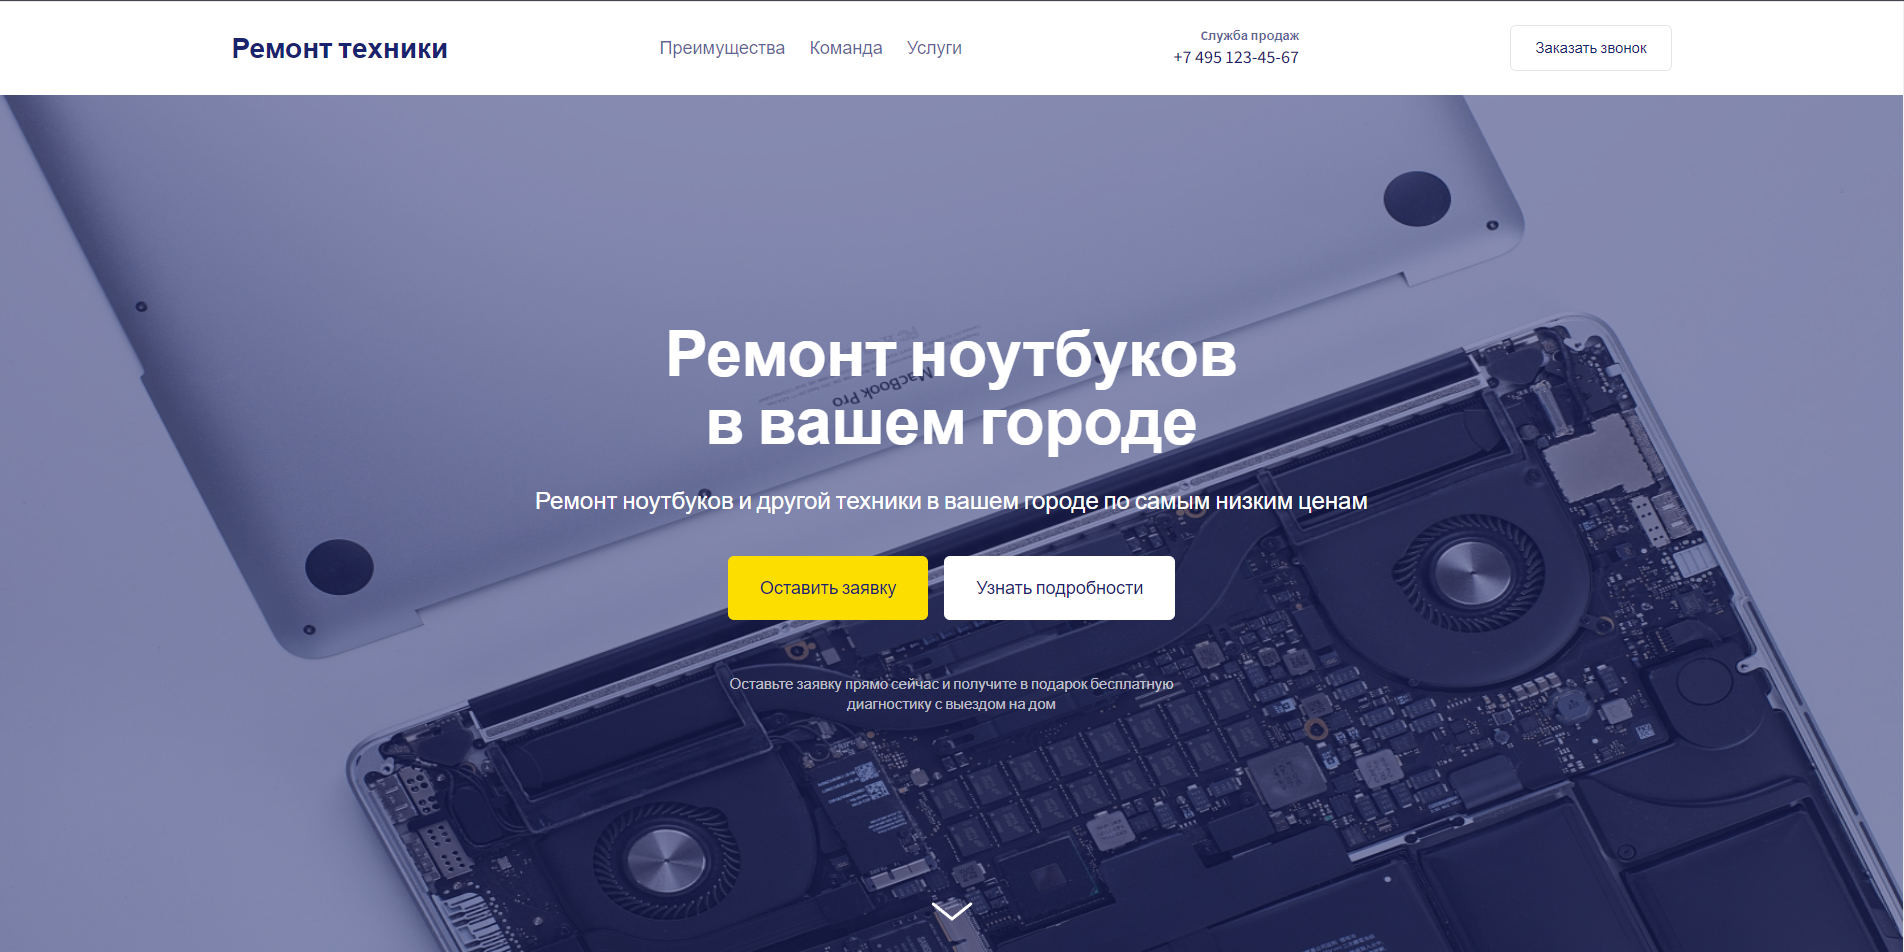 Ремонт техники
Преимущества
Команда
Услуги
Служба продаж
+7 495 123-45-67
Заказать звонок
Ремонт ноутбуков
в вашем городе
MacBook Pro
Ремонт ноутбуков и другой техники в вашем городе по самым низким ценам
Оставить заявку
Узнать подробности
Оставьте заявку прямо сейчас и получите в подарок бесплатную
диагностику с выездом на дом